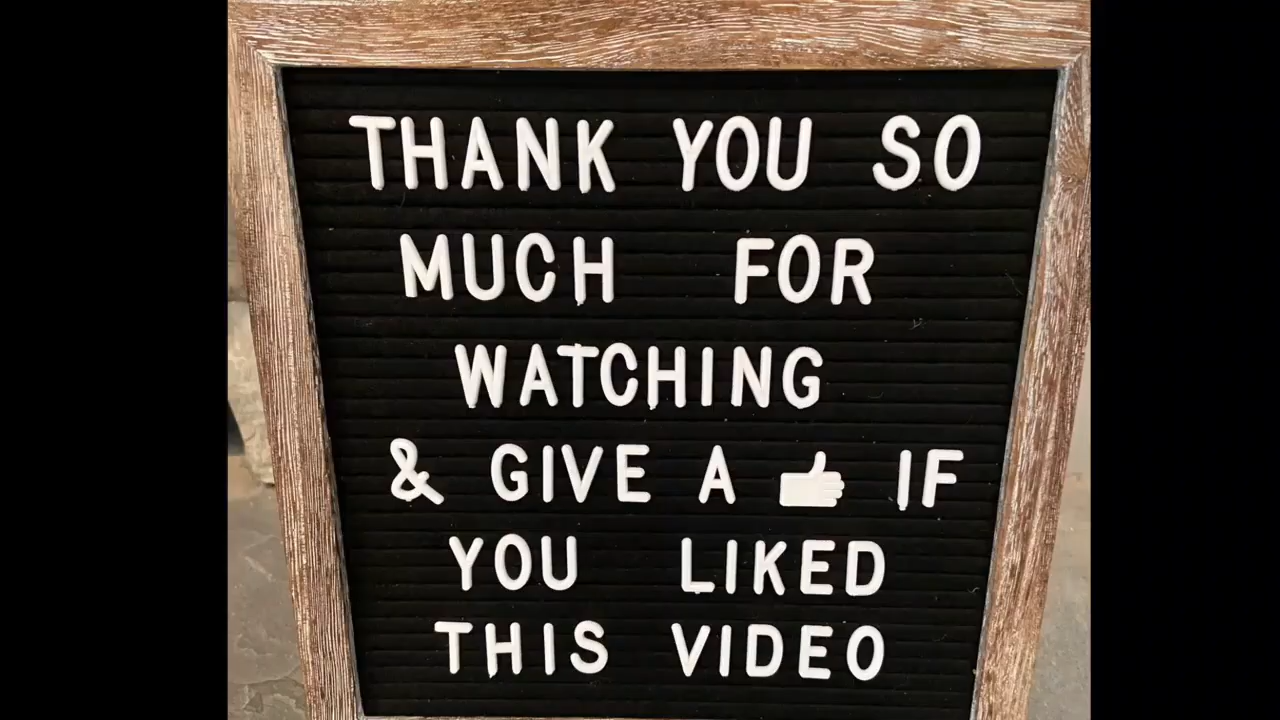 THANK YOU SO
MUCH FOR
WATCHING
& GIVE A 👍 IF
YOU LIKED
THIS VIDEO